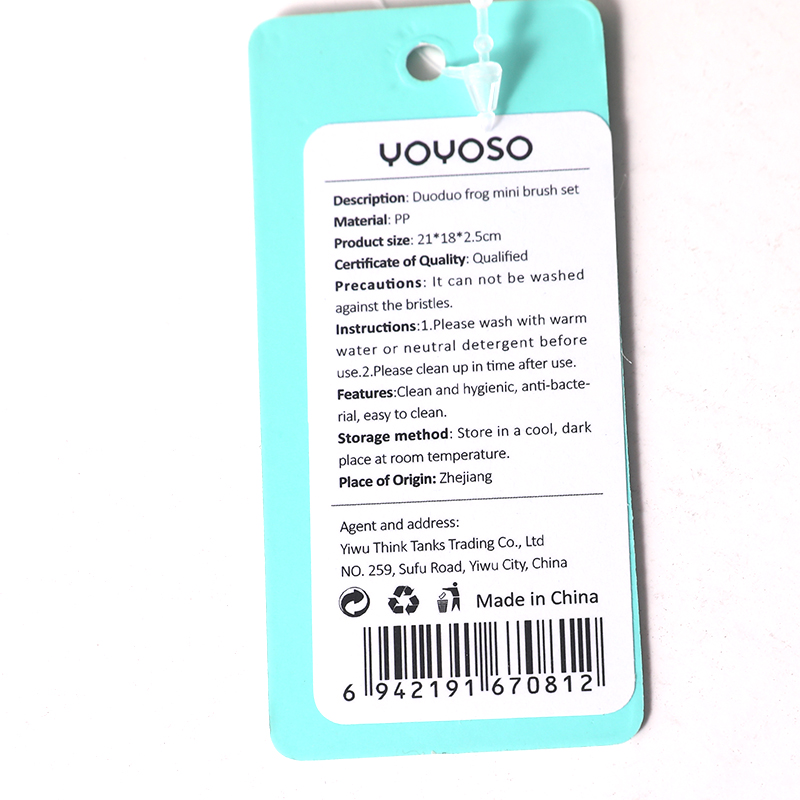 YOYOSO
Description: Duoduo frog mini brush set
Material: PP
Product size: 21*18*2.5cm
Certificate of Quality: Qualified
Precautions: It can not be washed
against the bristles.
Instructions:1.Please wash with warm
water or neutral detergent before
use.2.Please clean up in time after use.
Features:Clean and hygienic, anti-bacte-
rial, easy to clean.
Storage method: Store in a cool, dark
place at room temperature.
Place of Origin: Zhejiang
Agent and address:
Yiwu Think Tanks Trading Co., Ltd
NO. 259, Sufu Road, Yiwu City, China
Made in China
6 942191 670812